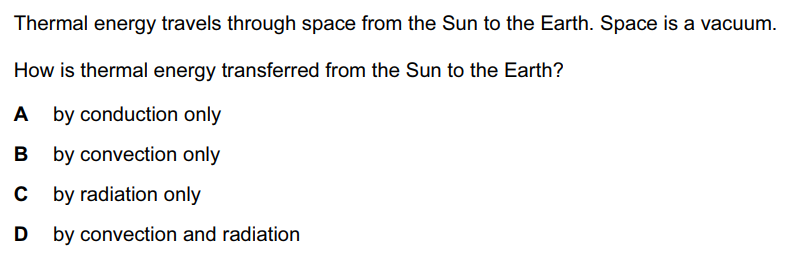 Thermal energy travels through space from the Sun to the Earth. Space is a vacuum.
How is thermal energy transferred from the Sun to the Earth?
A by conduction only
B by convection only
C by radiation only
D by convection and radiation